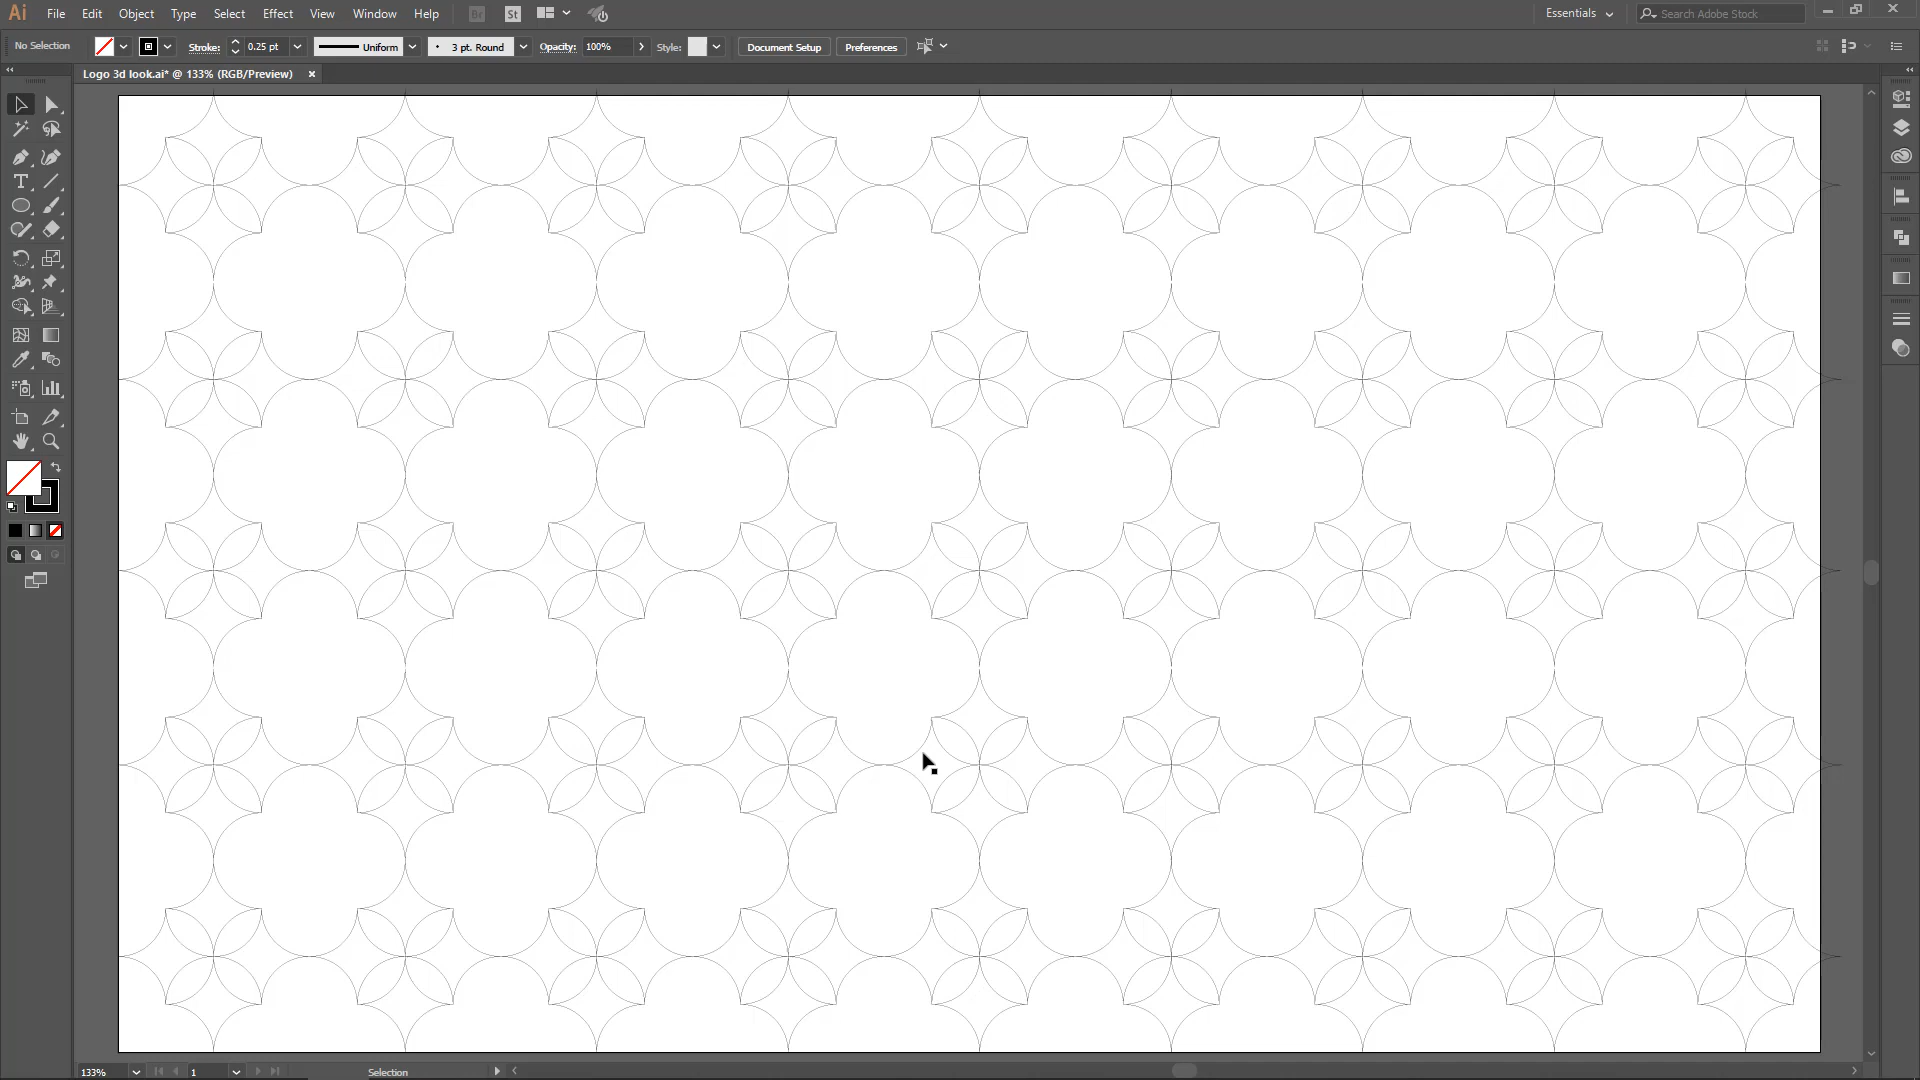 Ai File Edit Object Type Select Effect View Window Help Br St Essentials Search Adobe Stock
No Selection Stroke: 0.25 pt Uniform 3 pt. Round Opacity: 100% Style: Document Setup Preferences
Logo 3d look.ai* @ 133% (RGB/Preview)
T
133% 1 Selection